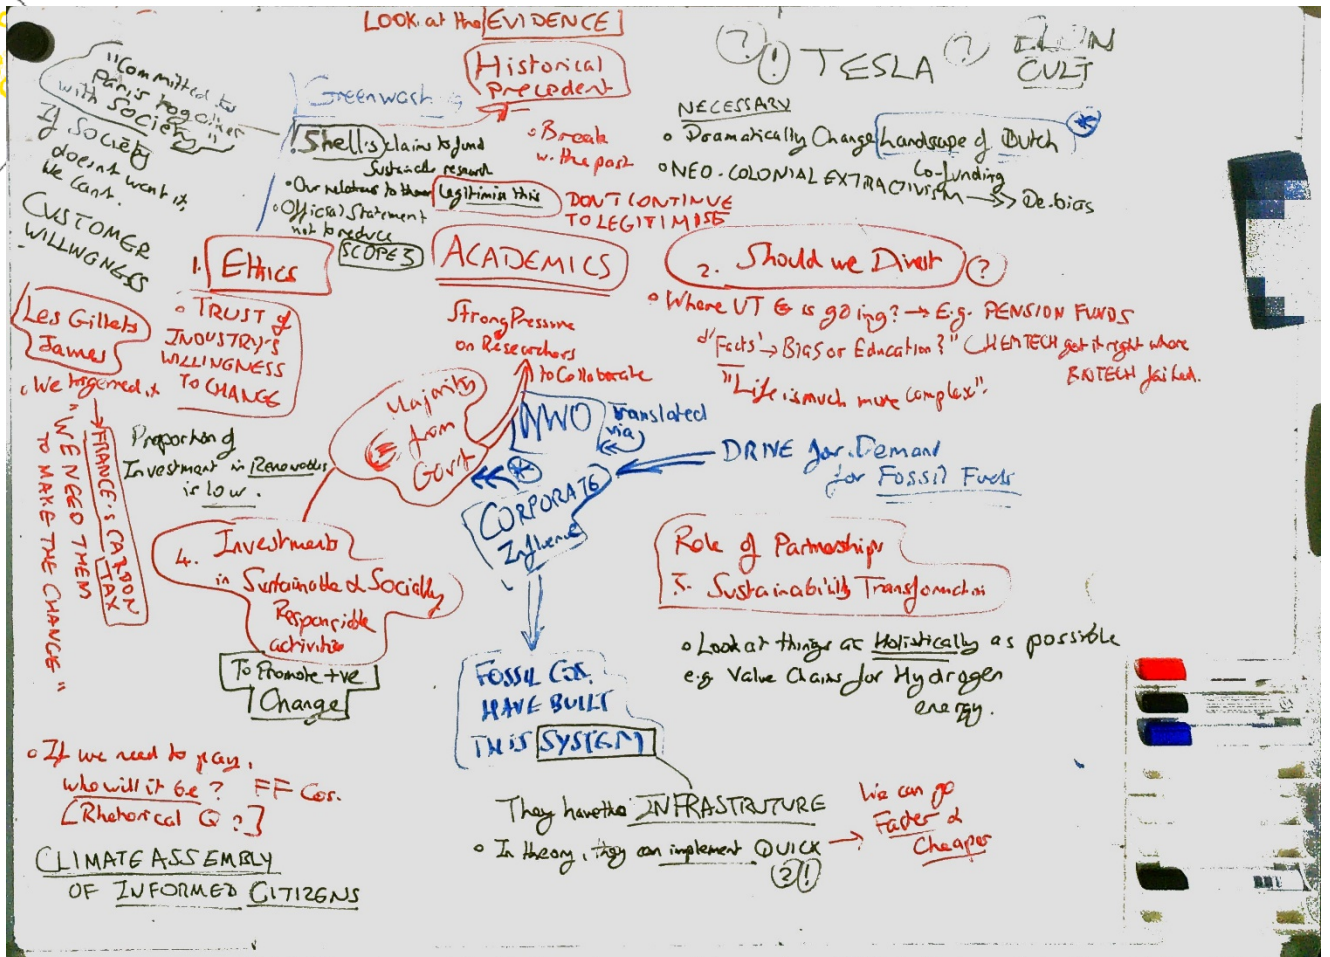 Look at the EVIDENCE
Historical
Precedent
• Break
w. the past
"Committed to
Paris together
with Society"
If Society
doesn't want it,
We can't.
CUSTOMER
WILLINGNESS
Greenwashing
! Shell is claims to fund
Sustainable research
• Our relations to them legitimise this
• Official Statement
not to reduce
SCOPE 3
DON'T CONTINUE
TO LEGITIMISE
? ! TESLA ? ELON
CULT
NECESSARY
• Dramatically Change Landscape of Dutch
Co-funding
• NEO-COLONIAL EXTRACTIVISM → De-bias
1. Ethics
• TRUST of
INDUSTRY'S
WILLINGNESS
TO CHANGE
ACADEMICS
Strong Pressure
on Researchers
to Collaborate
2. Should we Divest ?
• Where UT € is going? → E.g. PENSION FUNDS
'Facts' → Bias or Education? " CHEMTECH got it right where
BIOTECH failed.
"Life is much more complex".
Les Gillets
James
• We triggered it
→ FRANCE's CARBON
TAX
"WE NEED THEM
TO MAKE THE CHANGE"
Proportion of
Investment in Renewables
is low.
Majority
€ from
Gov't
NWO
Translated
via
CORPORATE
Influence
DRIVE for Demand
for Fossil Fuels
4. Investments
in Sustainable & Socially
Responsible
activities
To Promote +ve
Change
Role of Partnerships
Sustainability Transformation
• Look at things as Holistically as possible
e.g. Value Chains for Hydrogen
energy.
FOSSIL Cos.
HAVE BUILT
THIS SYSTEM
They have the INFRASTRUTURE
• In theory, they can implement QUICK
? !
We can go
Faster &
Cheaper
• If we need to pay,
who will it be? FF Cos.
[Rhetorical Q?]
CLIMATE ASSEMBLY
OF INFORMED CITIZENS